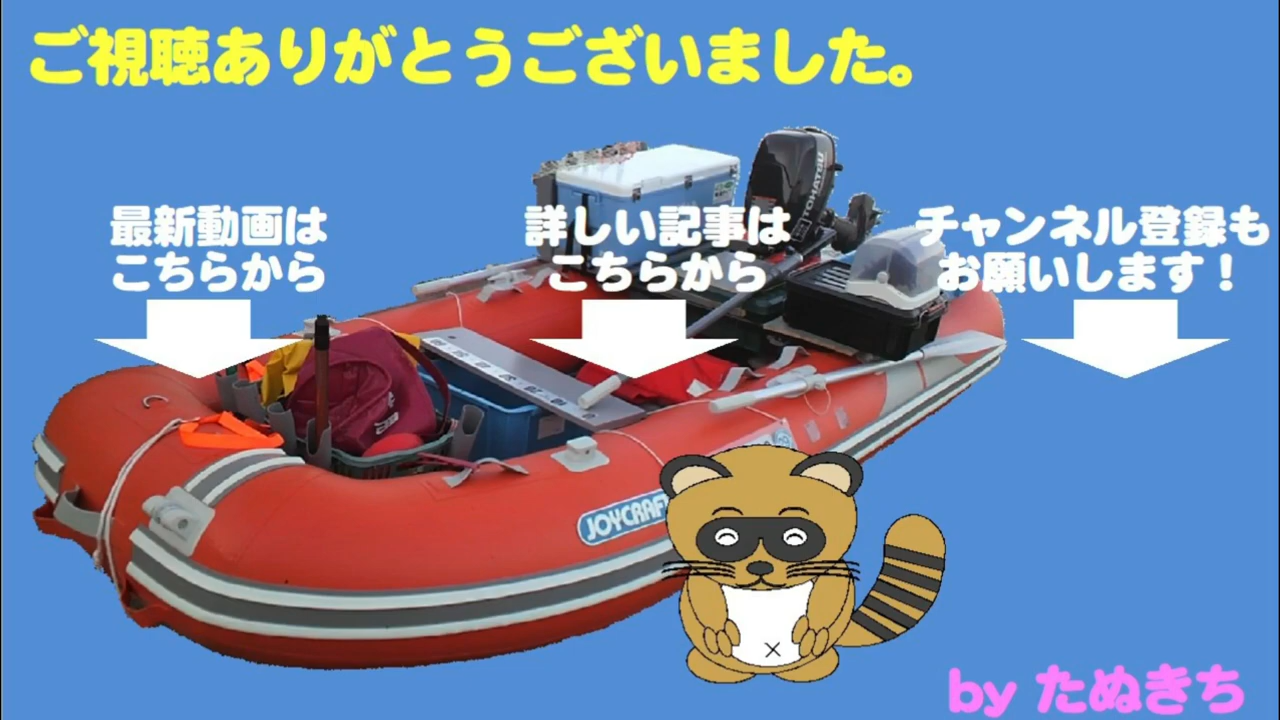 ご視聴ありがとうございました。
最新動画は
こちらから
詳しい記事は
こちらから
チャンネル登録も
お願いします！
TOHATSU
JOYCRAFT
by たぬきち